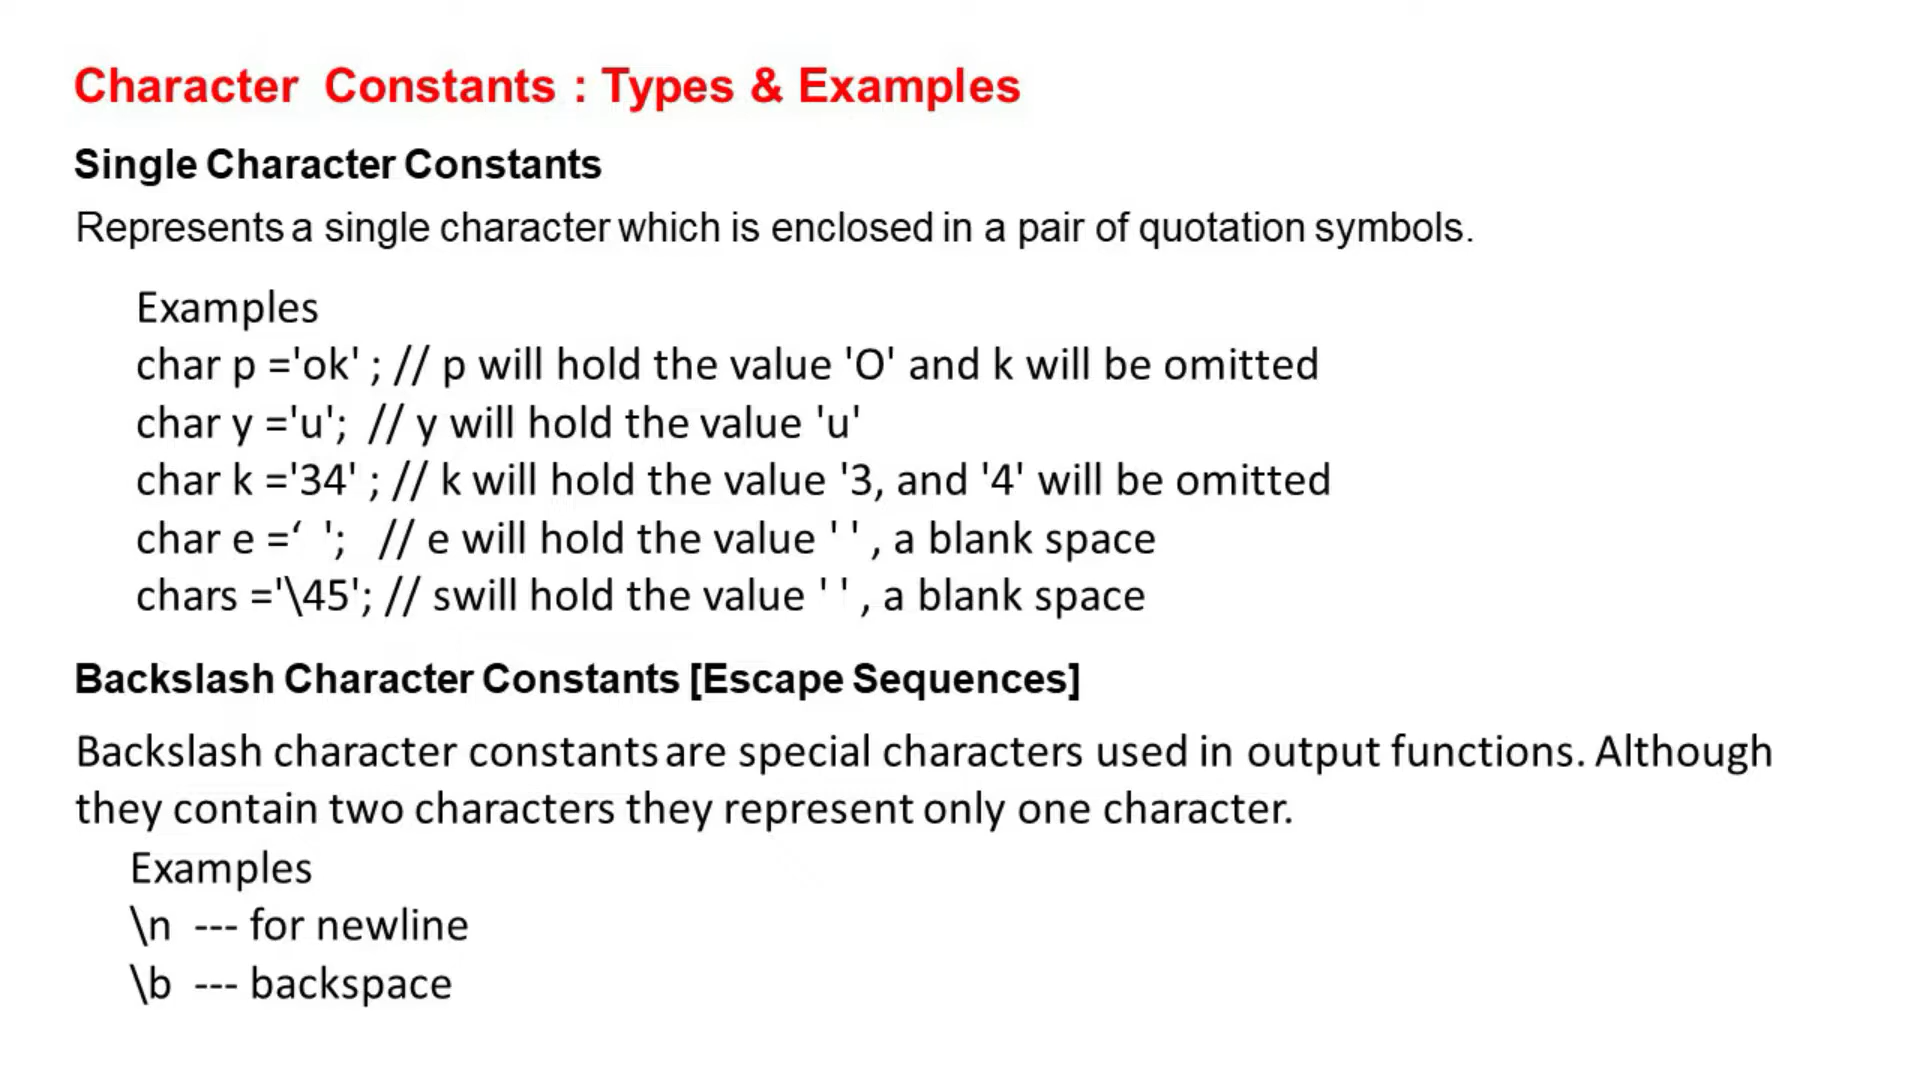 Character Constants : Types & Examples
Single Character Constants
Represents a single character which is enclosed in a pair of quotation symbols.
Examples
char p ='ok' ; // p will hold the value 'O' and k will be omitted
char y ='u'; // y will hold the value 'u'
char k ='34' ; // k will hold the value '3, and '4' will be omitted
char e =‘ '; // e will hold the value ' ' , a blank space
chars ='\45'; // swill hold the value ' ' , a blank space
Backslash Character Constants [Escape Sequences]
Backslash character constants are special characters used in output functions. Although
they contain two characters they represent only one character.
Examples
\n --- for newline
\b --- backspace